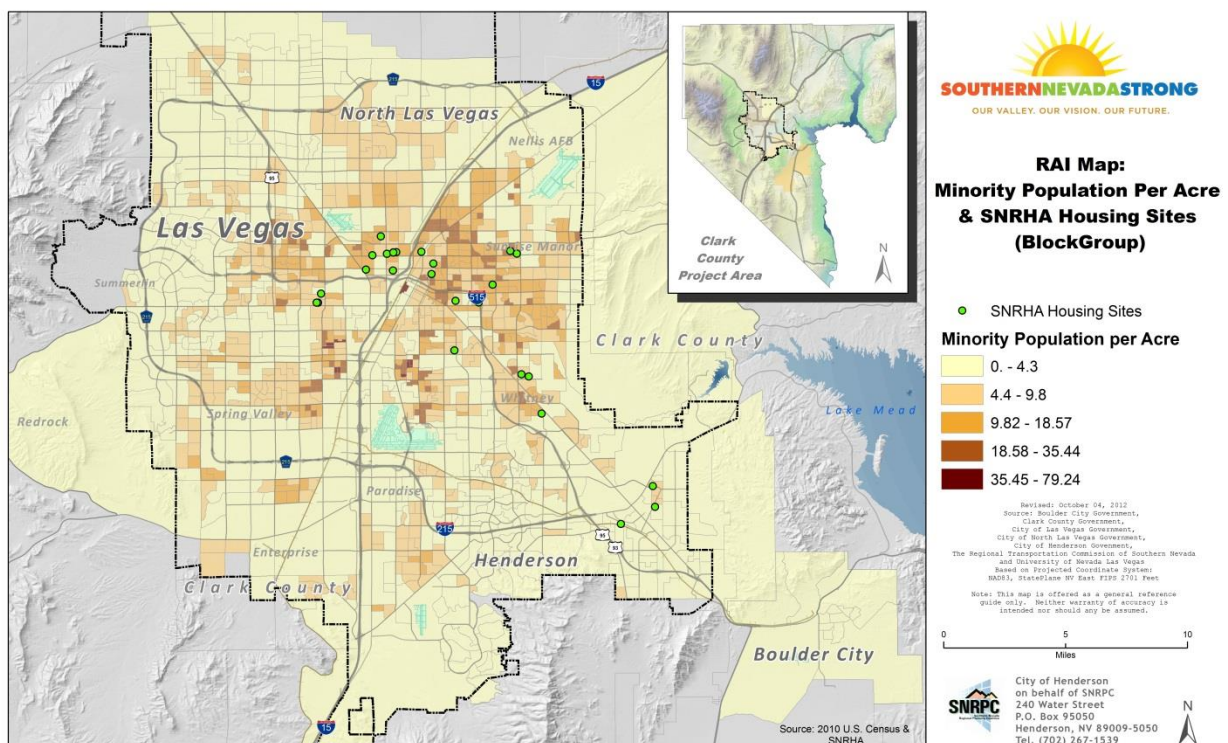 215
15
North Las Vegas
Nellis AFB
95
Las Vegas
Sunrise Manor
Summerlin
515
215
Clark County
Redrock
Spring Valley
Whitney
Lake Mead
215
Paradise
215
95
93
Enterprise
Henderson
Clark County
Boulder City
15
Source: 2010 U.S. Census &
SNRHA
Clark
County
Project Area
N
SOUTHERNNEVADASTRONG
OUR VALLEY. OUR VISION. OUR FUTURE.
RAI Map:
Minority Population Per Acre
& SNRHA Housing Sites
(BlockGroup)
SNRHA Housing Sites
Minority Population per Acre
0. - 4.3
4.4 - 9.8
9.82 - 18.57
18.58 - 35.44
35.45 - 79.24
Revised: October 04, 2012
Source: Boulder City Government,
Clark County Government,
City of Las Vegas Government,
City of North Las Vegas Government,
City of Henderson Govenment,
The Regional Transportation Commission of Southern Nevada
and University of Nevada Las Vegas
Based on Projected Coordinate System:
NAD83, StatePlane NV East FIPS 2701 Feet
Note: This map is offered as a general reference
guide only. Neither warranty of accuracy is
intended nor should any be assumed.
0 5 10
Miles
SNRPC
City of Henderson
on behalf of SNRPC
240 Water Street
P.O. Box 95050
Henderson, NV 89009-5050
Tel. (702) 267-1539
N